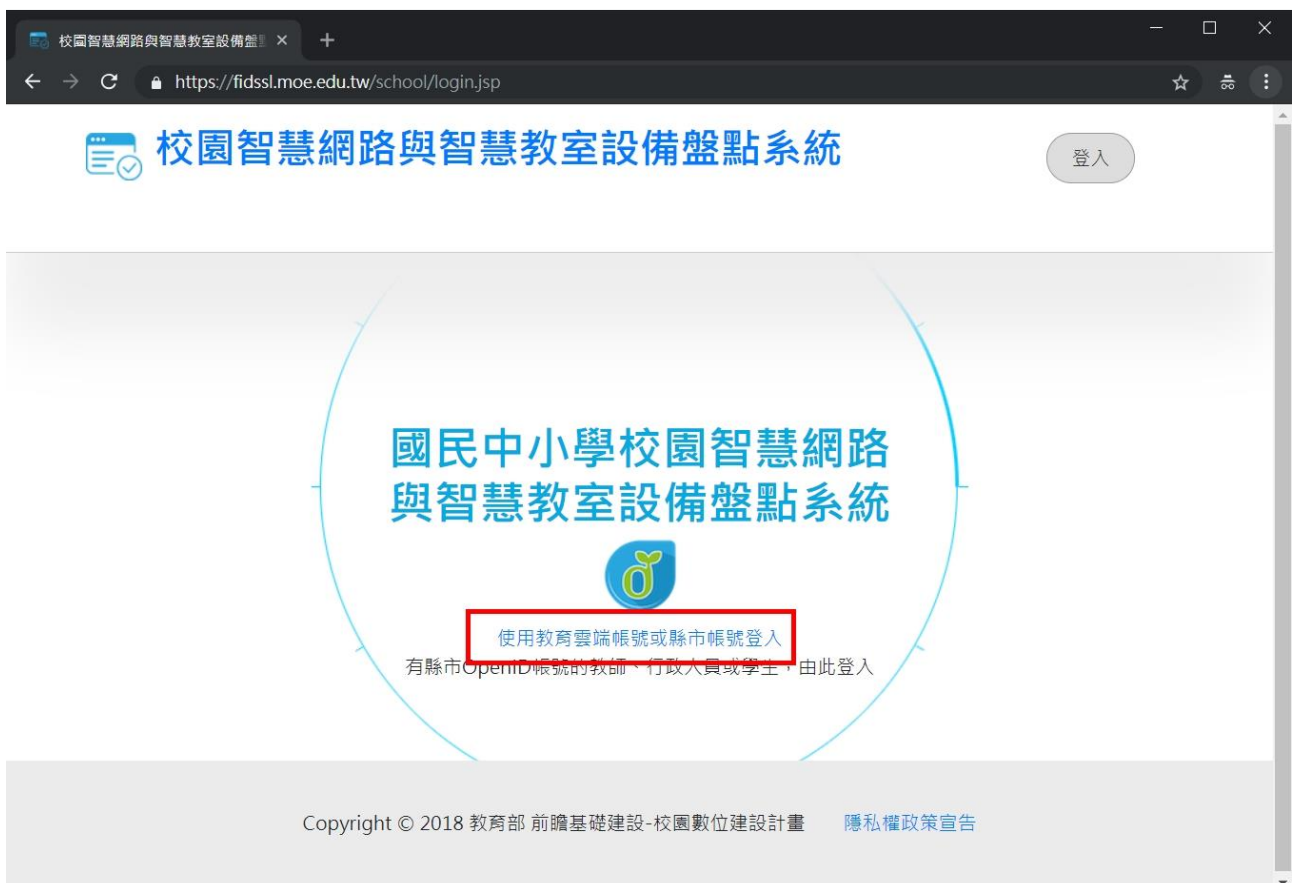 校園智慧網路與智慧教室設備盤
https://fidssl.moe.edu.tw/school/login.jsp
校園智慧網路與智慧教室設備盤點系統
登入
國民中小學校園智慧網路
與智慧教室設備盤點系統
使用教育雲端帳號或縣市帳號登入
有縣市OpenID帳號的教師、行政人員或學生，由此登入
Copyright © 2018 教育部 前瞻基礎建設-校園數位建設計畫 隱私權政策宣告